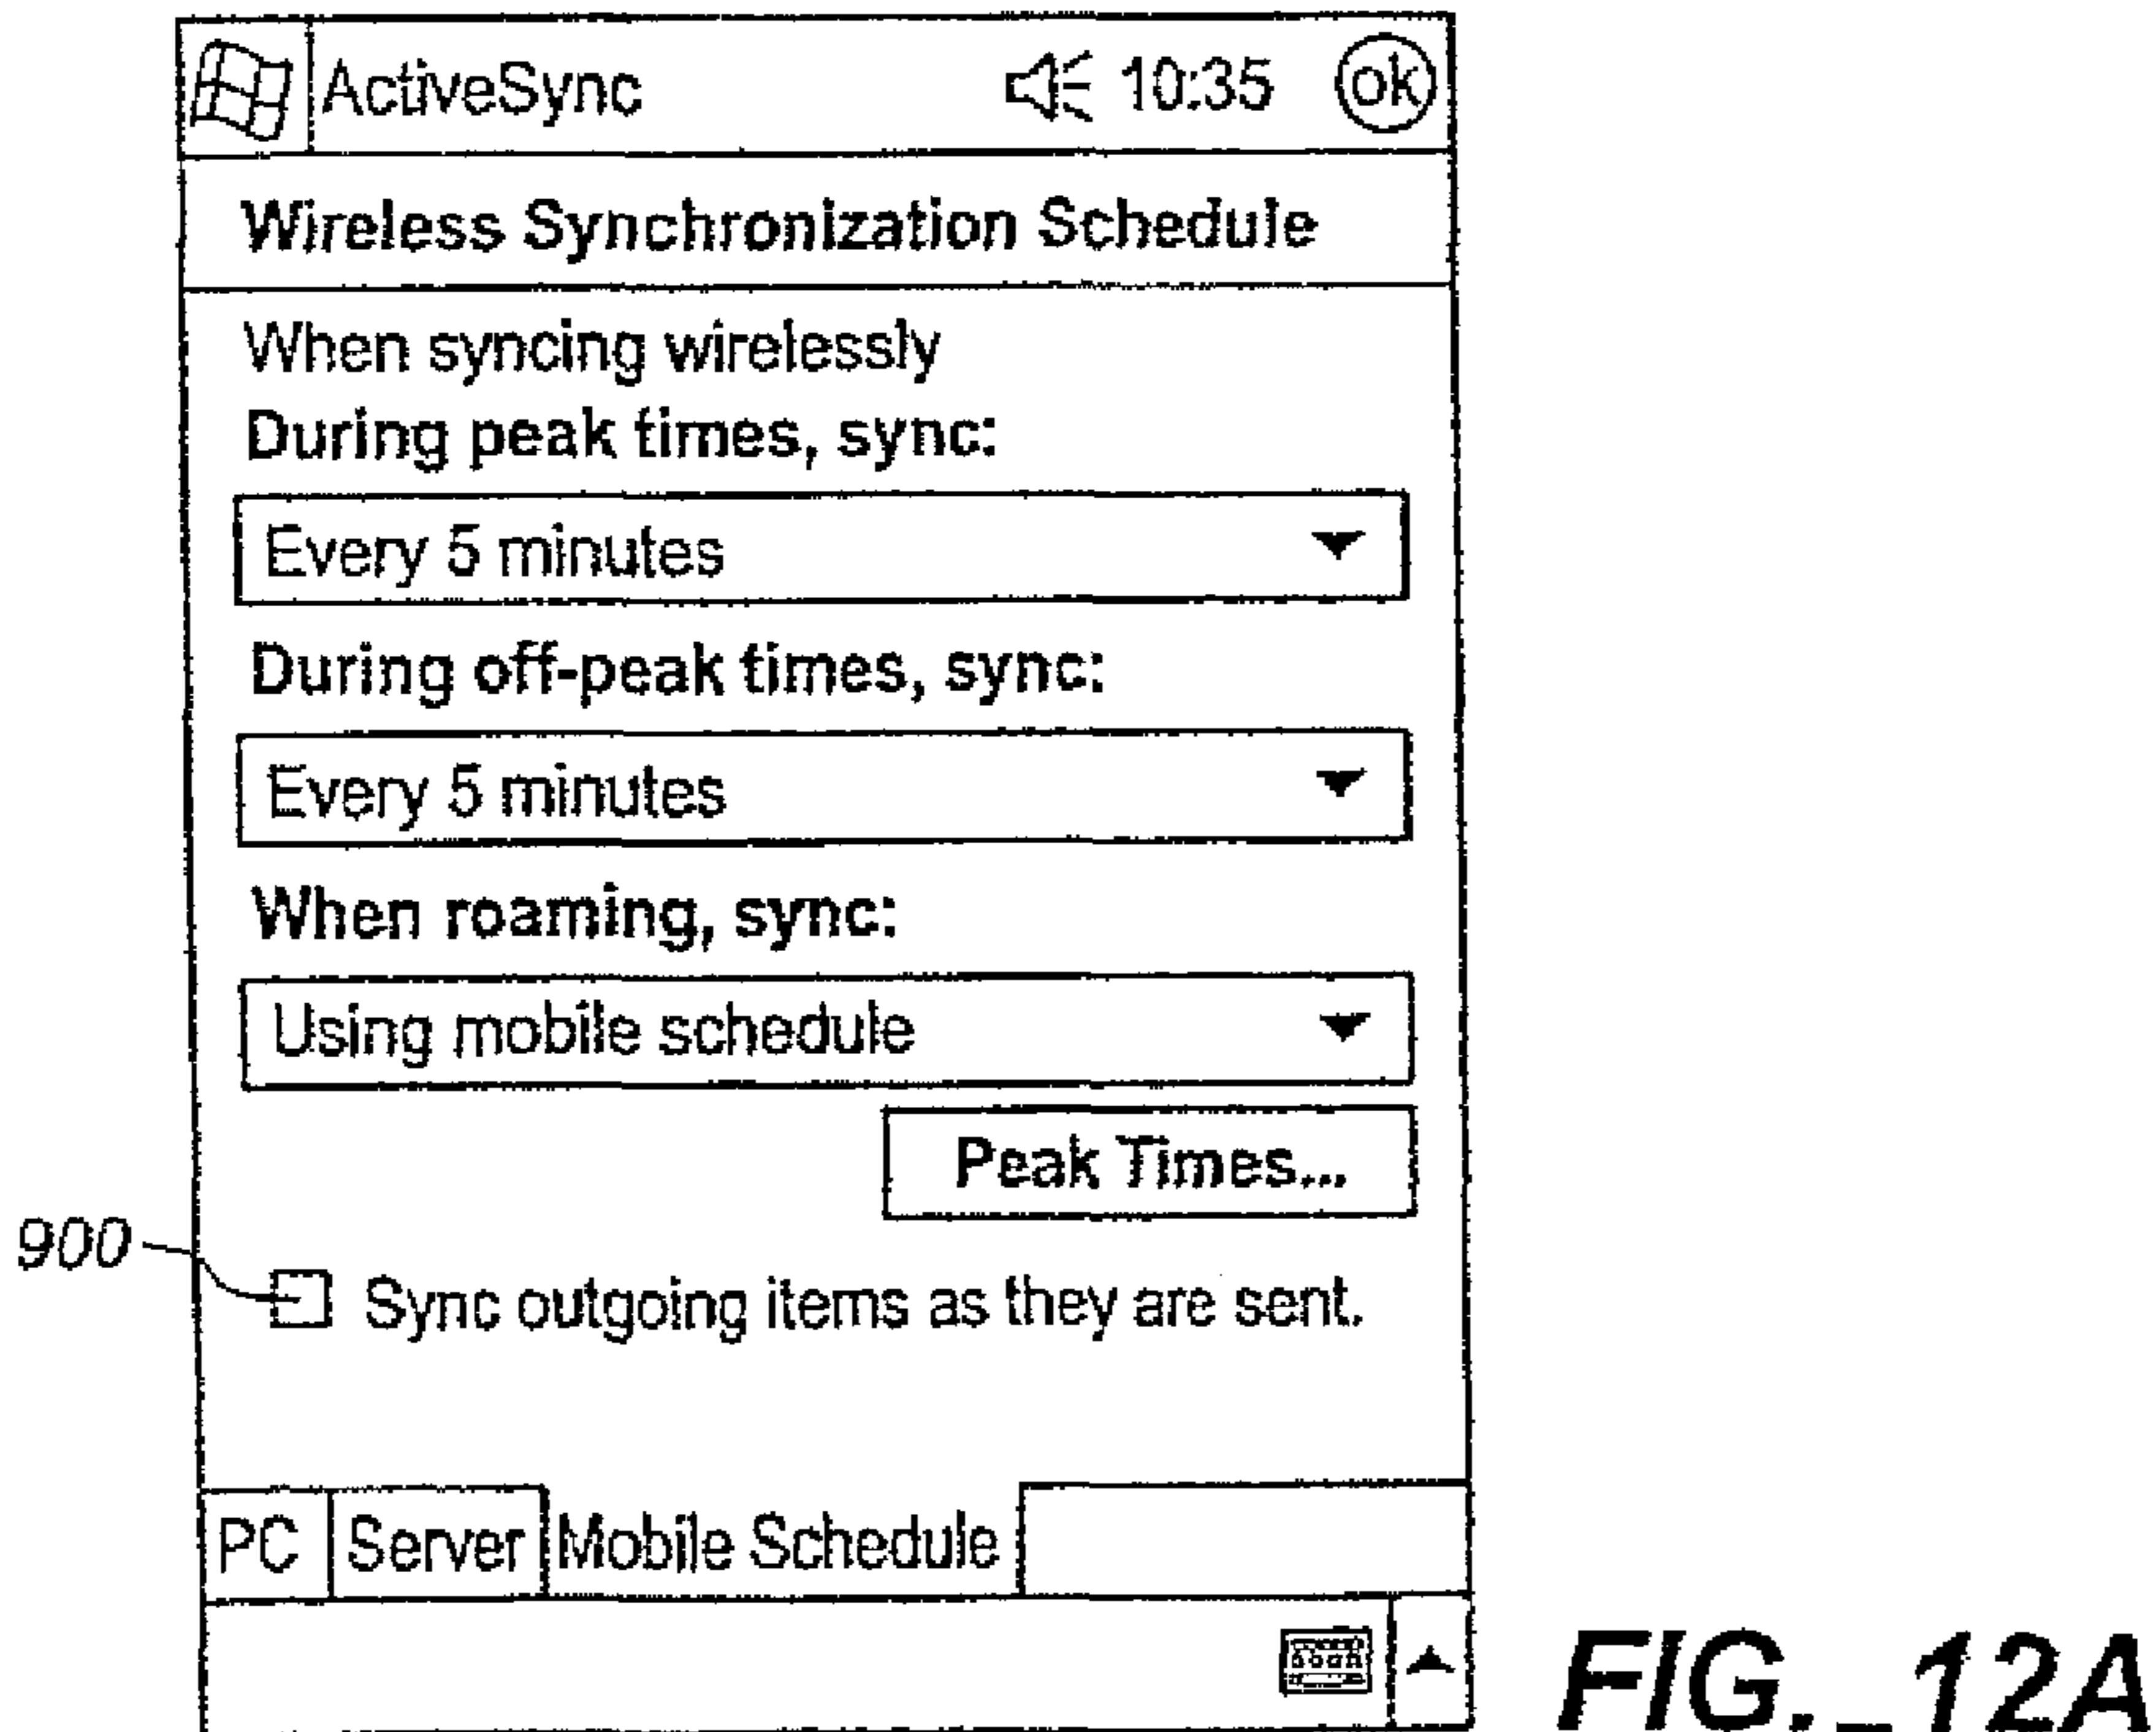 ActiveSync 10:35 ok
Wireless Synchronization Schedule
When syncing wirelessly
During peak times, sync:
Every 5 minutes
During off-peak times, sync:
Every 5 minutes
When roaming, sync:
Using mobile schedule
Peak Times...
900
Sync outgoing items as they are sent.
PC Server Mobile Schedule
FIG._12A